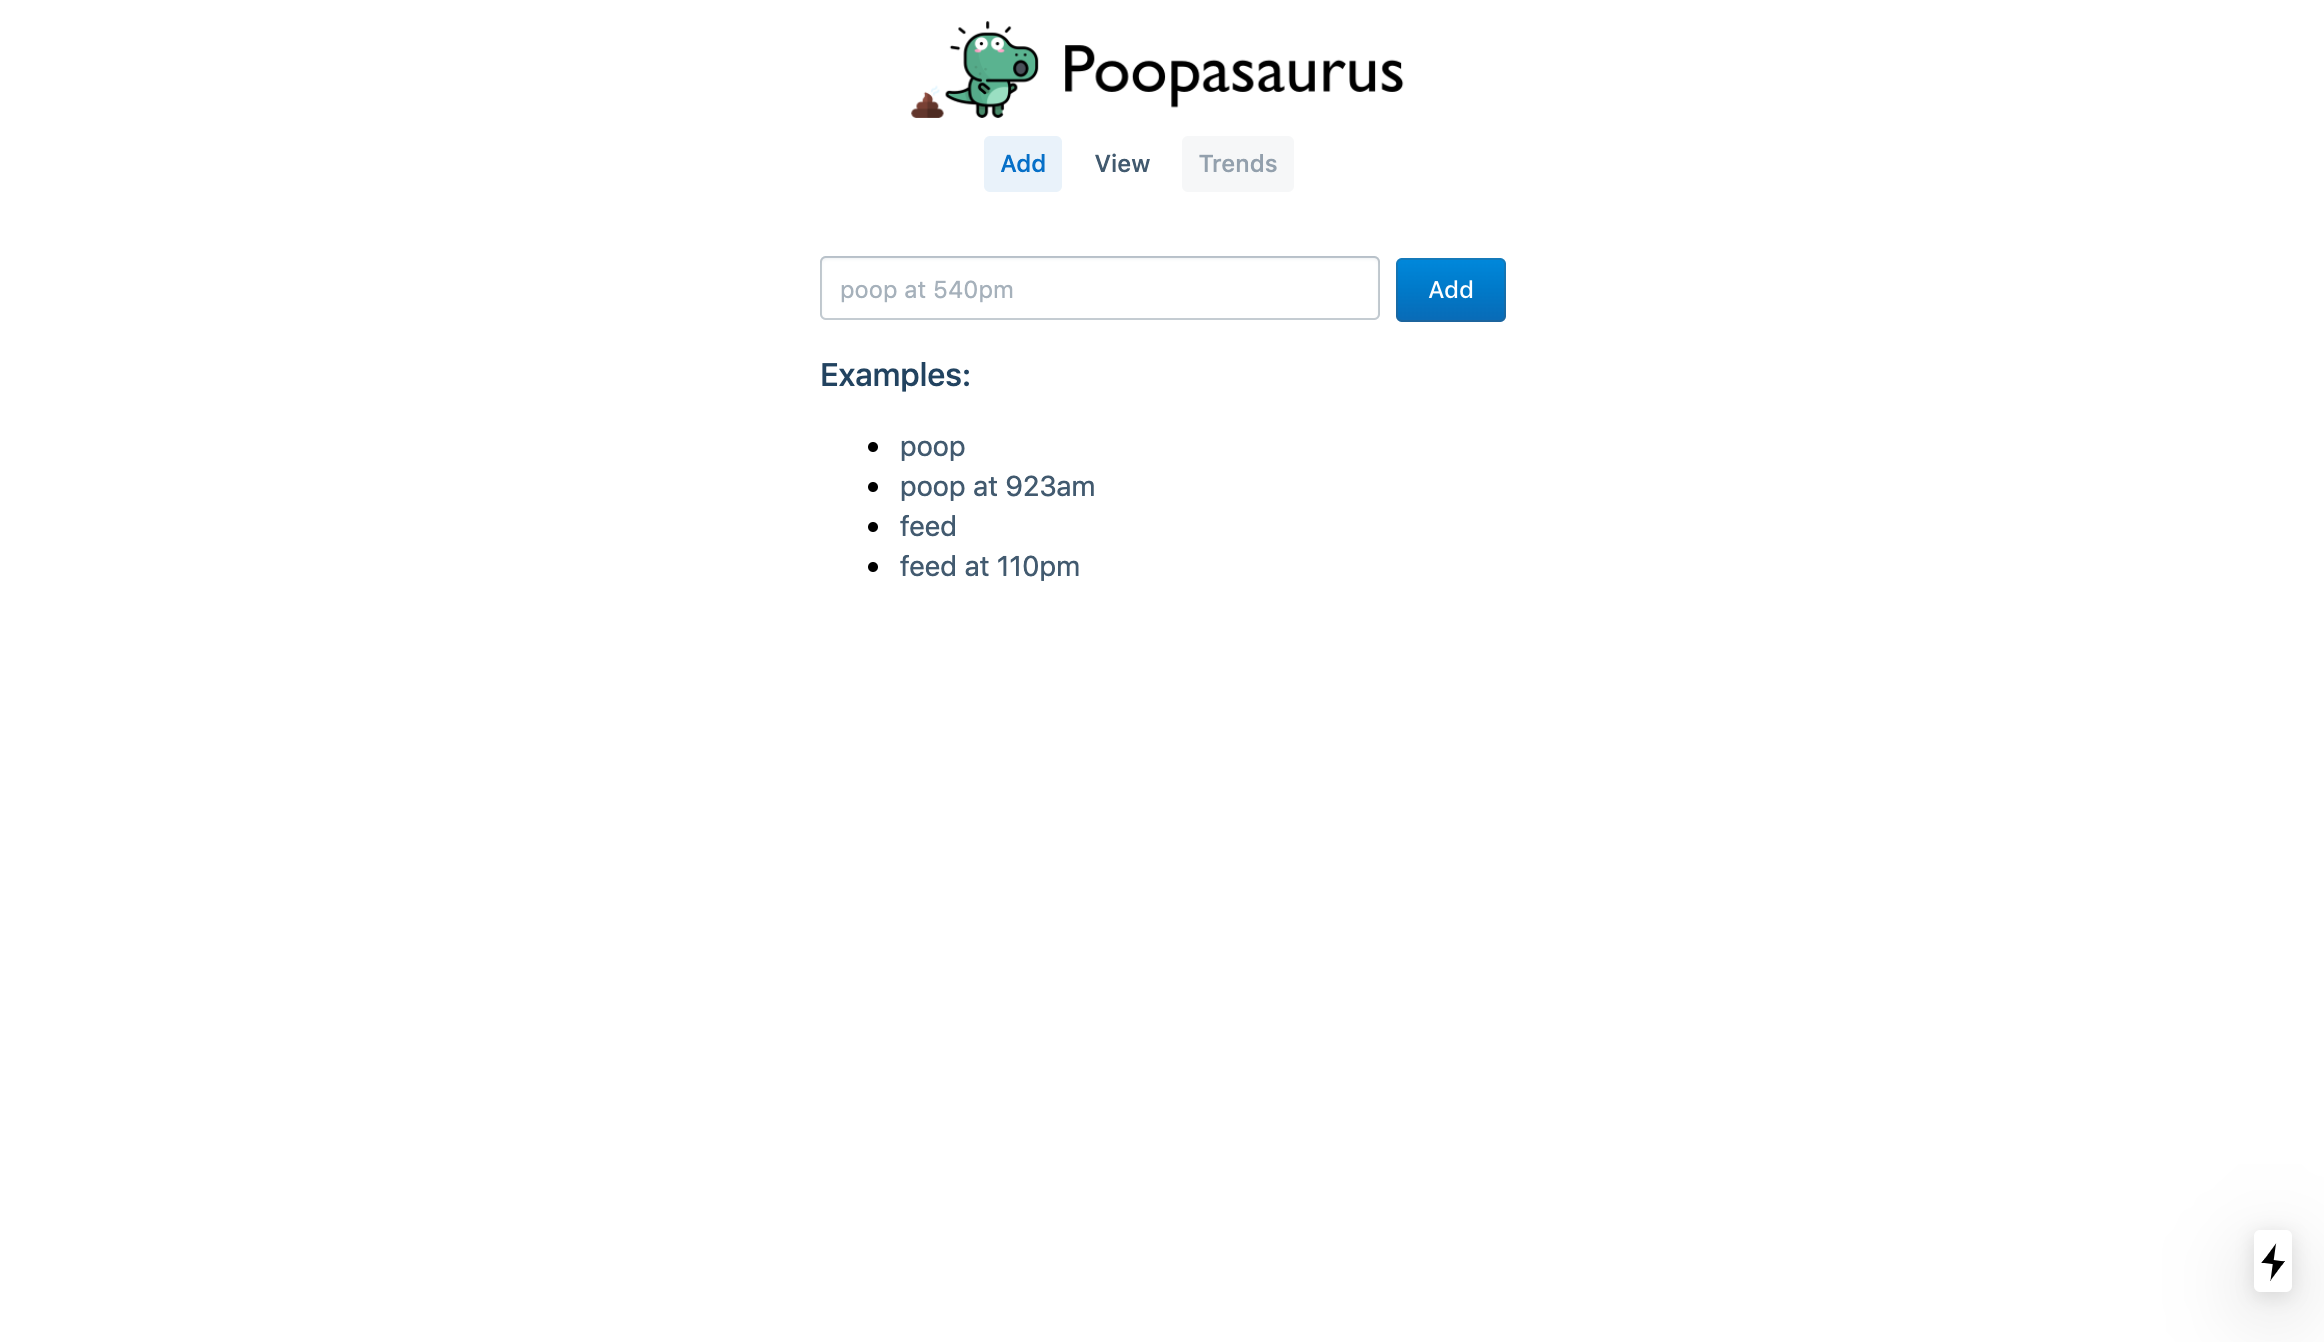 Poopasaurus
Add View Trends
poop at 540pm Add
Examples:
poop
poop at 923am
feed
feed at 110pm